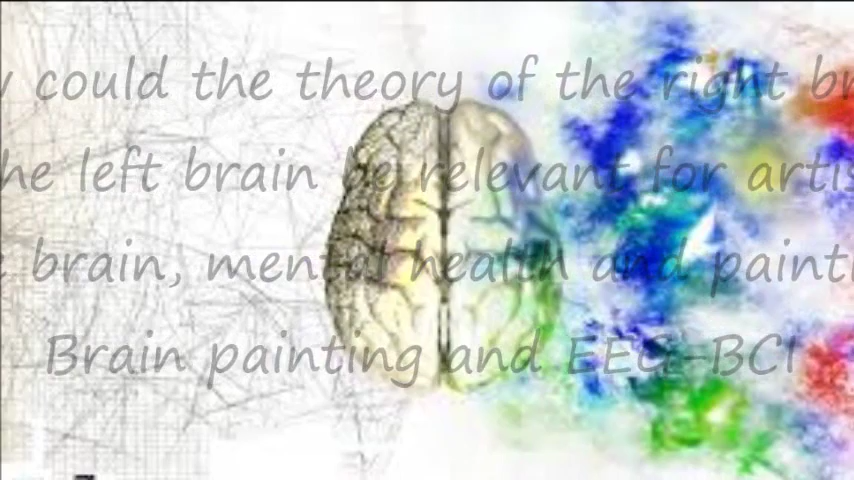 could the theory of the right
left brain be relevant for
brain, mental health and
Brain painting and EEG-BCI